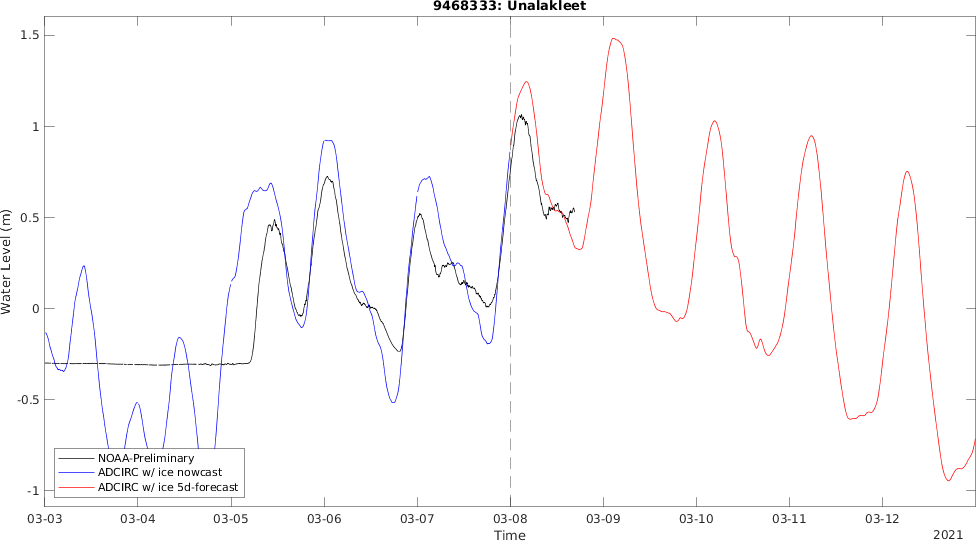 9468333: Unalakleet
1.5
1
0.5
0
-0.5
-1
Water Level (m)
NOAA-Preliminary
ADCIRC w/ ice nowcast
ADCIRC w/ ice 5d-forecast
03-03 03-04 03-05 03-06 03-07 03-08 03-09 03-10 03-11 03-12
Time
2021